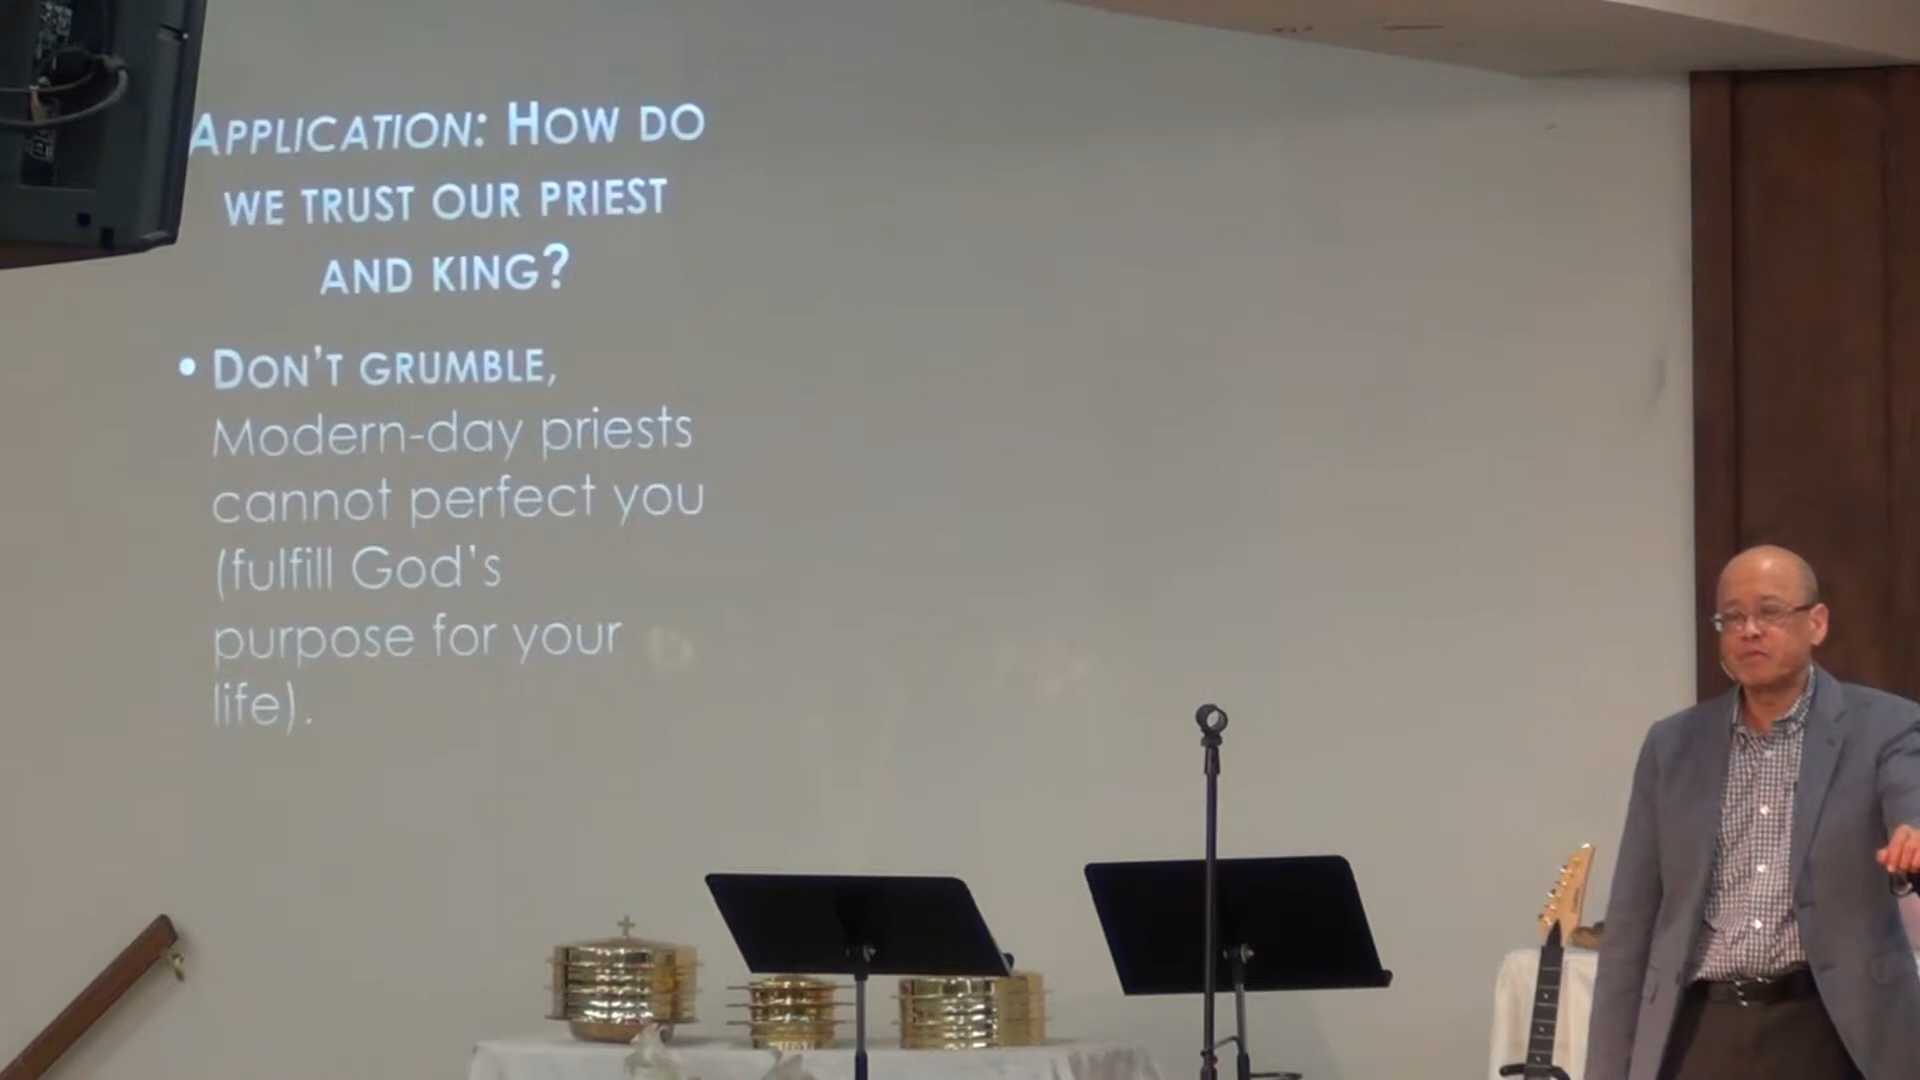 APPLICATION: HOW DO
WE TRUST OUR PRIEST
AND KING?
• DON'T GRUMBLE,
Modern-day priests
cannot perfect you
(fulfill God's
purpose for your
life).